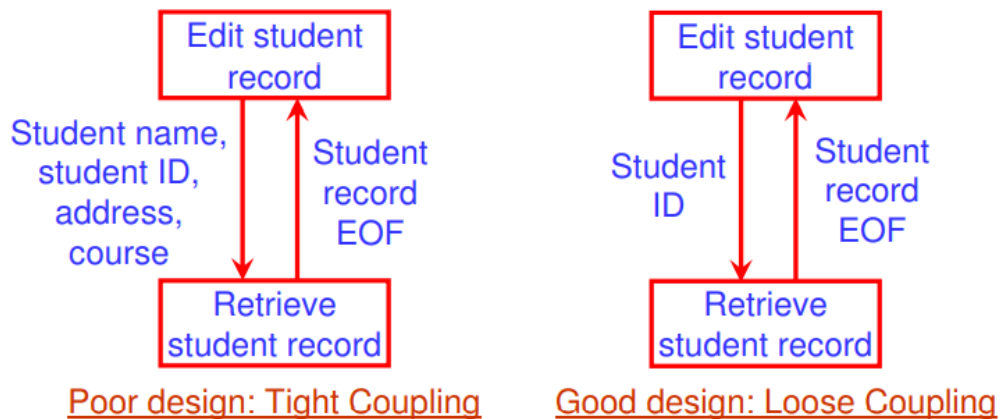 Edit student
record
Student name,
student ID,
address,
course
Student
record
EOF
Retrieve
student record
Poor design: Tight Coupling
Edit student
record
Student
ID
Student
record
EOF
Retrieve
student record
Good design: Loose Coupling